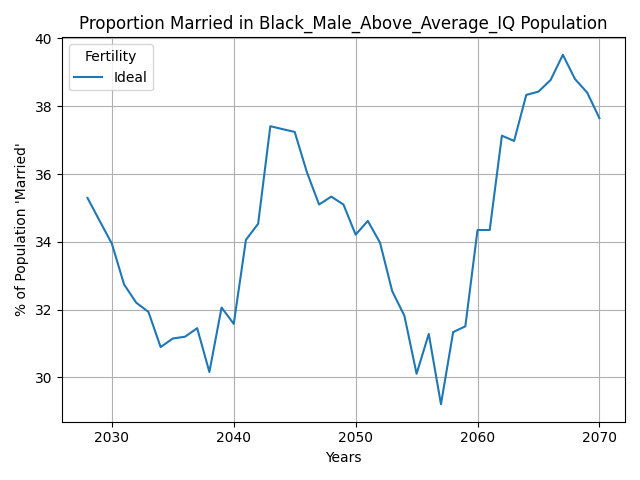 Proportion Married in Black_Male_Above_Average_IQ Population
Fertility
Ideal
% of Population 'Married'
40
38
36
34
32
30
2030
2040
2050
2060
2070
Years